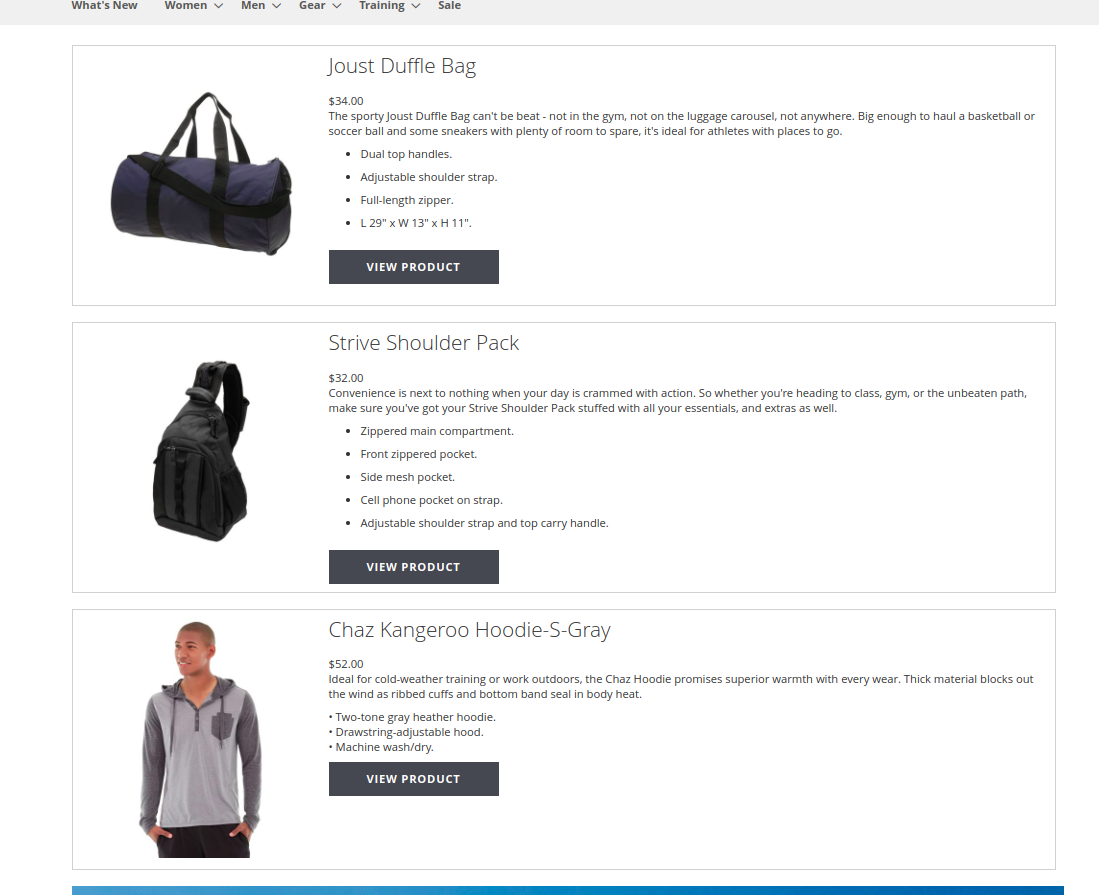 What's New Women Men Gear Training Sale
Joust Duffle Bag
$34.00
The sporty Joust Duffle Bag can't be beat - not in the gym, not on the luggage carousel, not anywhere. Big enough to haul a basketball or
soccer ball and some sneakers with plenty of room to spare, it's ideal for athletes with places to go.
• Dual top handles.
• Adjustable shoulder strap.
• Full-length zipper.
• L 29" x W 13" x H 11".
VIEW PRODUCT
Strive Shoulder Pack
$32.00
Convenience is next to nothing when your day is crammed with action. So whether you're heading to class, gym, or the unbeaten path,
make sure you've got your Strive Shoulder Pack stuffed with all your essentials, and extras as well.
• Zippered main compartment.
• Front zippered pocket.
• Side mesh pocket.
• Cell phone pocket on strap.
• Adjustable shoulder strap and top carry handle.
VIEW PRODUCT
Chaz Kangeroo Hoodie-S-Gray
$52.00
Ideal for cold-weather training or work outdoors, the Chaz Hoodie promises superior warmth with every wear. Thick material blocks out
the wind as ribbed cuffs and bottom band seal in body heat.
• Two-tone gray heather hoodie.
• Drawstring-adjustable hood.
• Machine wash/dry.
VIEW PRODUCT